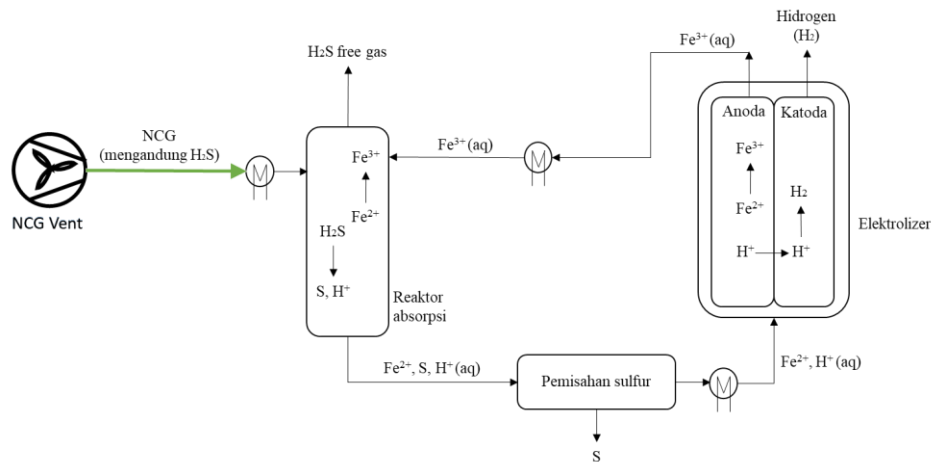 Hidrogen
(H₂)
Fe³⁺(aq)
H₂S free gas
Anoda
Katoda
NCG
(mengandung H₂S)
Fe³⁺
Fe³⁺(aq)
Fe³⁺
H₂
Fe²⁺
Fe²⁺
NCG Vent
H₂S
Elektrolizer
H⁺
H⁺
S, H⁺
Reaktor
absorpsi
Fe²⁺, S, H⁺(aq)
Fe²⁺, H⁺(aq)
Pemisahan sulfur
S